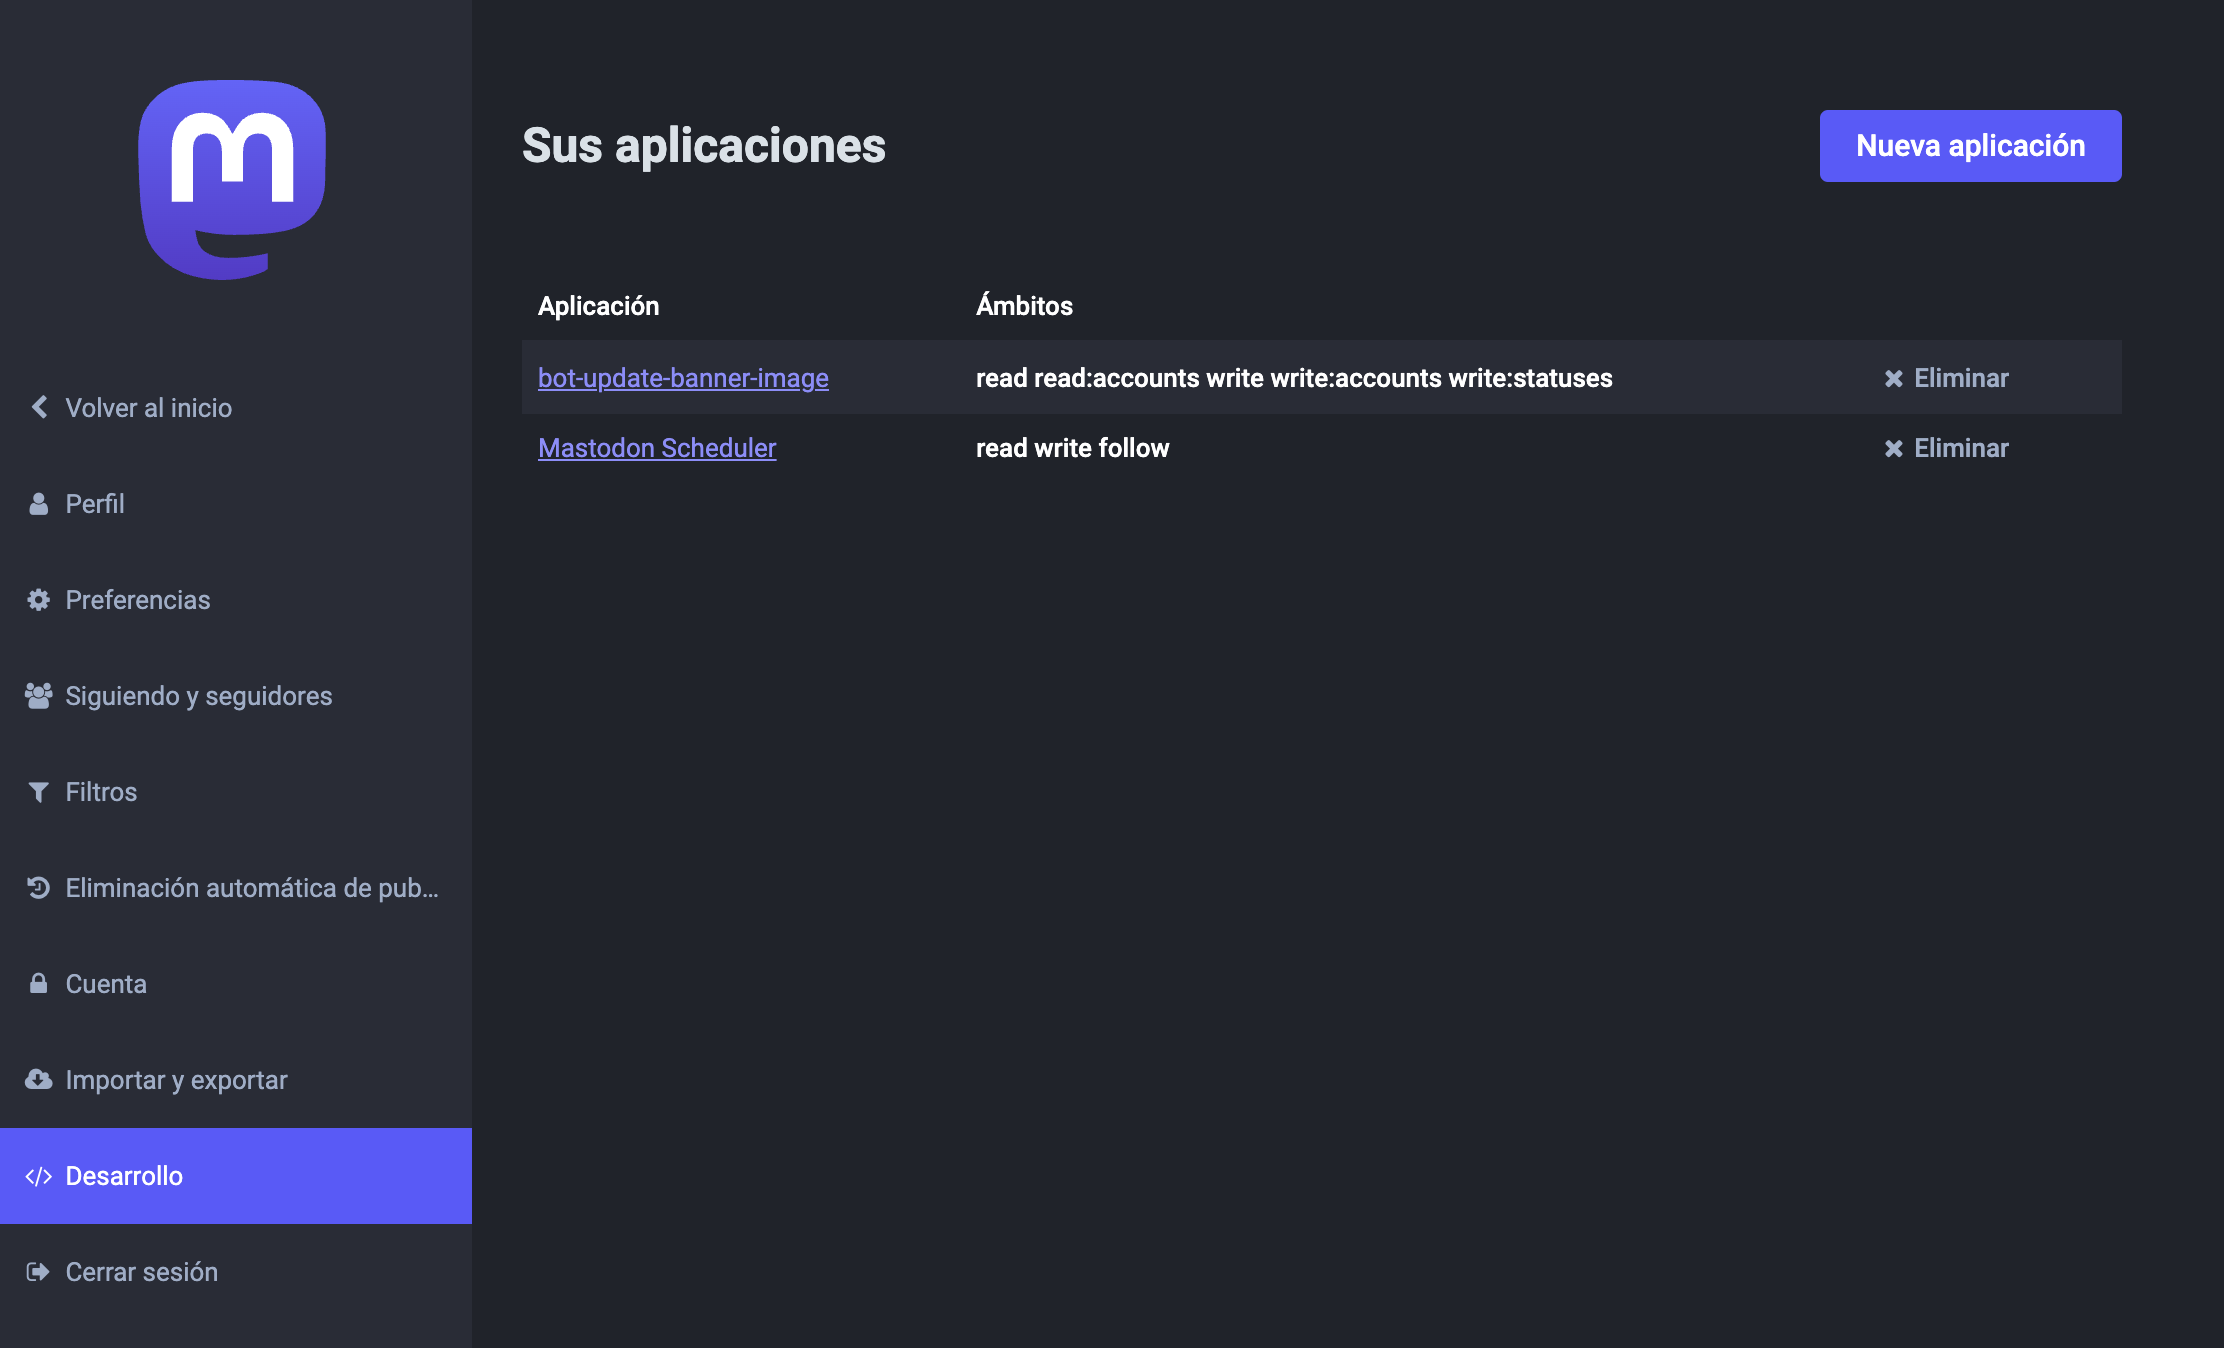 Volver al inicio
Perfil
Preferencias
Siguiendo y seguidores
Filtros
Eliminación automática de pub...
Cuenta
Importar y exportar
Desarrollo
Cerrar sesión
Sus aplicaciones
Nueva aplicación
Aplicación Ámbitos
bot-update-banner-image read read:accounts write write:accounts write:statuses Eliminar
Mastodon Scheduler read write follow Eliminar